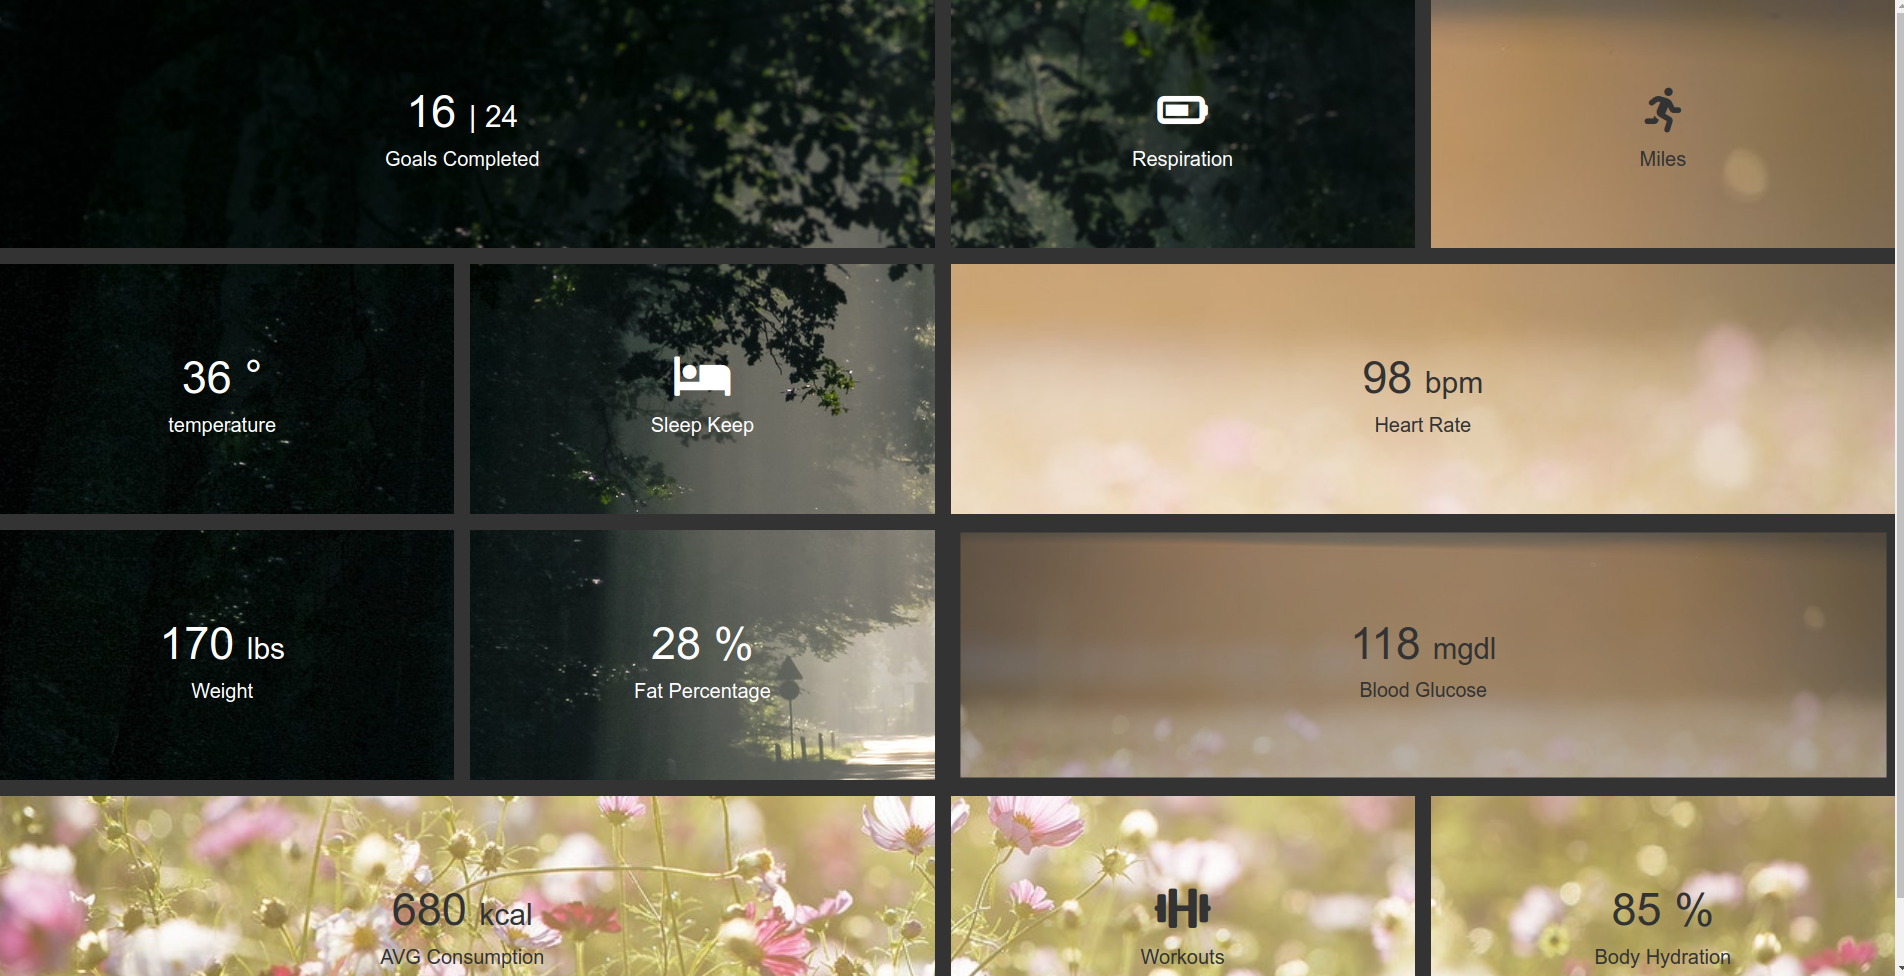 16 | 24
Goals Completed
Respiration
Miles
36 °
temperature
Sleep Keep
98 bpm
Heart Rate
170 lbs
Weight
28 %
Fat Percentage
118 mgdl
Blood Glucose
680 kcal
AVG Consumption
Workouts
85 %
Body Hydration